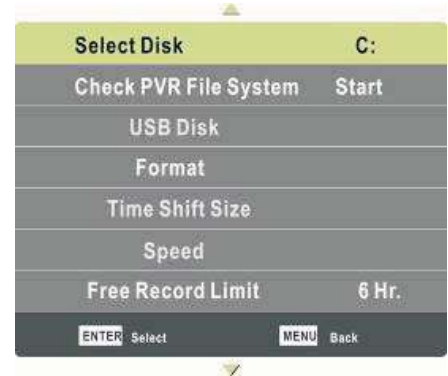 Select Disk C:
Check PVR File System Start
USB Disk
Format
Time Shift Size
Speed
Free Record Limit 6 Hr.
ENTER Select MENU Back